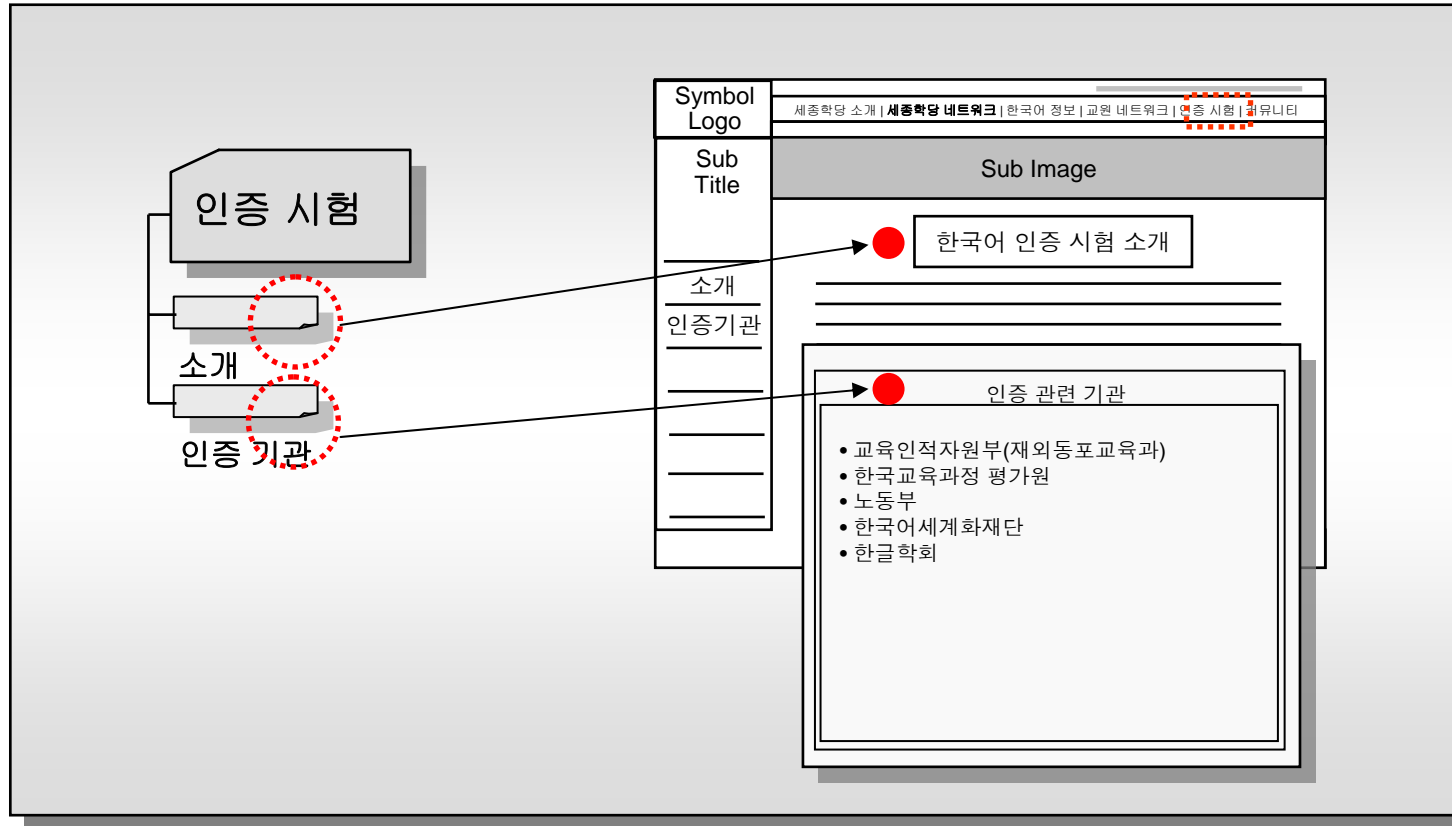 인증 시험
소개
인증 기관
Symbol
Logo
세종학당 소개 | 세종학당 네트워크 | 한국어 정보 | 교원 네트워크 | 인증 시험 | 커뮤니티
Sub
Title
Sub Image
한국어 인증 시험 소개
소개
인증기관
인증 관련 기관
• 교육인적자원부(재외동포교육과)
• 한국교육과정 평가원
• 노동부
• 한국어세계화재단
• 한글학회